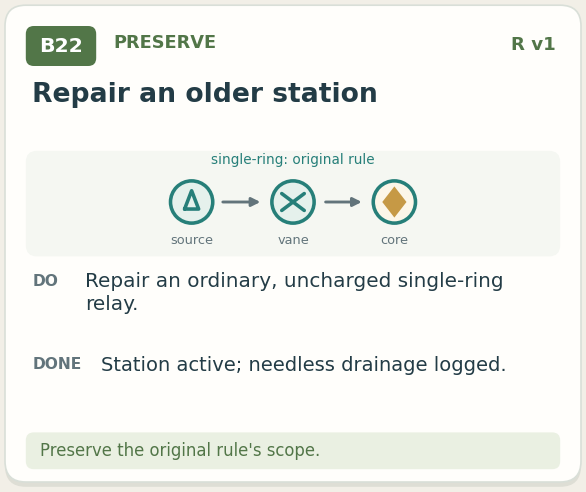 B22 PRESERVE R v1
Repair an older station
single-ring: original rule
source vane core
DO Repair an ordinary, uncharged single-ring
relay.
DONE Station active; needless drainage logged.
Preserve the original rule's scope.